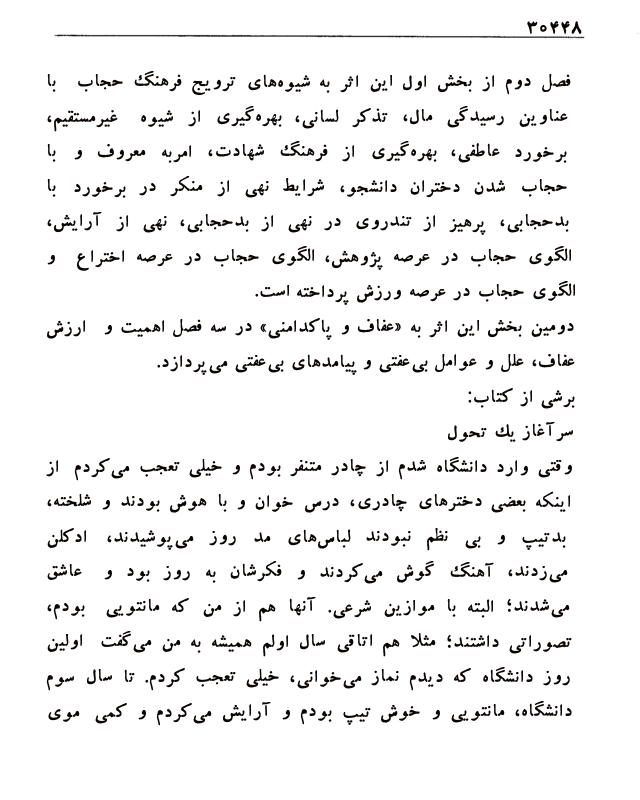 ۳۰۴۴۸
فصل دوم از بخش اول این اثر به شیوه‌های ترویج فرهنگ حجاب با
عناوین رسیدگی مال، تذکر لسانی، بهره‌گیری از شیوه غیرمستقیم،
برخورد عاطفی، بهره‌گیری از فرهنگ شهادت، امربه معروف و با
حجاب شدن دختران دانشجو، شرایط نهی از منکر در برخورد با
بدحجابی، پرهیز از تندروی در نهی از بدحجابی، نهی از آرایش،
الگوی حجاب در عرصه پژوهش، الگوی حجاب در عرصه اختراع و
الگوی حجاب در عرصه ورزش پرداخته است.
دومین بخش این اثر به «عفاف و پاکدامنی» در سه فصل اهمیت و ارزش
عفاف، علل و عوامل بی‌عفتی و پیامدهای بی‌عفتی می‌پردازد.
برشی از کتاب:
سرآغاز یك تحول
وقتی وارد دانشگاه شدم از چادر متنفر بودم و خیلی تعجب می‌کردم از
اینکه بعضی دخترهای چادری، درس خوان و با هوش بودند و شلخته،
بدتیپ و بی نظم نبودند لباس‌های مد روز می‌پوشیدند، ادکلن
می‌زدند، آهنگ گوش می‌کردند و فکرشان به روز بود و عاشق
می‌شدند؛ البته با موازین شرعی. آنها هم از من که مانتویی بودم،
تصوراتی داشتند؛ مثلا هم اتاقی سال اولم همیشه به من می‌گفت اولین
روز دانشگاه که دیدم نماز می‌خوانی، خیلی تعجب کردم. تا سال سوم
دانشگاه، مانتویی و خوش تیپ بودم و آرایش می‌کردم و کمی موی